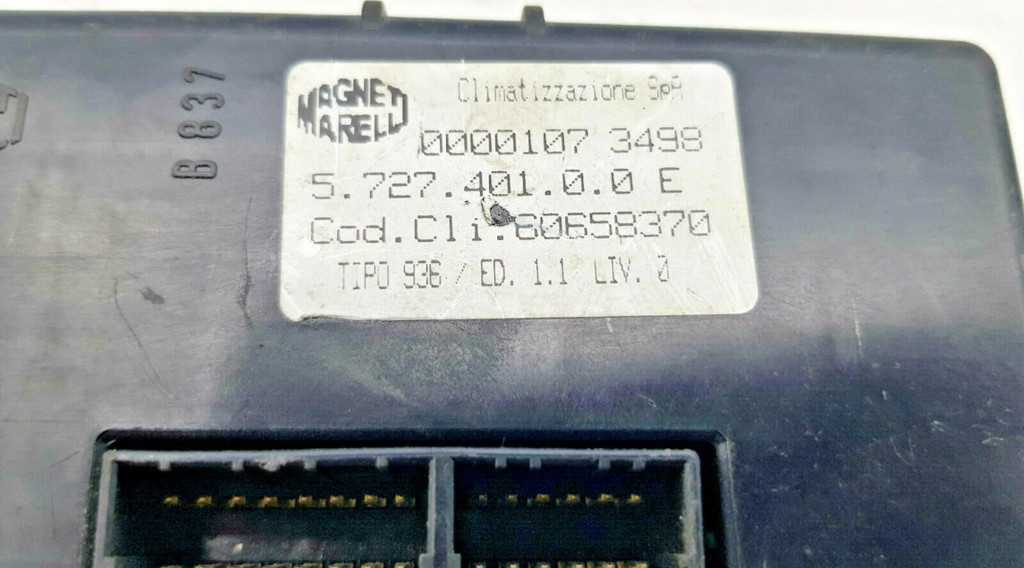 B 837
MAGNETI
MARELLI
Climatizzazione SpA
0000107 3498
5.727.401.0.0 E
Cod.Cli.60658370
TIPO 936 / ED. 1.1 LIV. 0